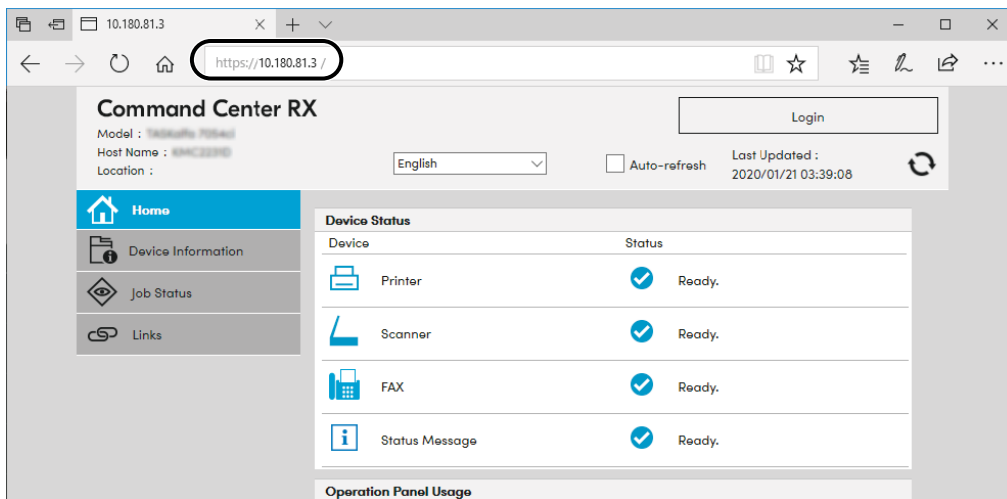 10.180.81.3
https://10.180.81.3 /
Command Center RX
Login
Model :
Host Name :
Location :
English
Auto-refresh
Last Updated :
2020/01/21 03:39:08
Home
Device Information
Job Status
Links
Device Status
Device Status
Printer Ready.
Scanner Ready.
FAX Ready.
Status Message Ready.
Operation Panel Usage